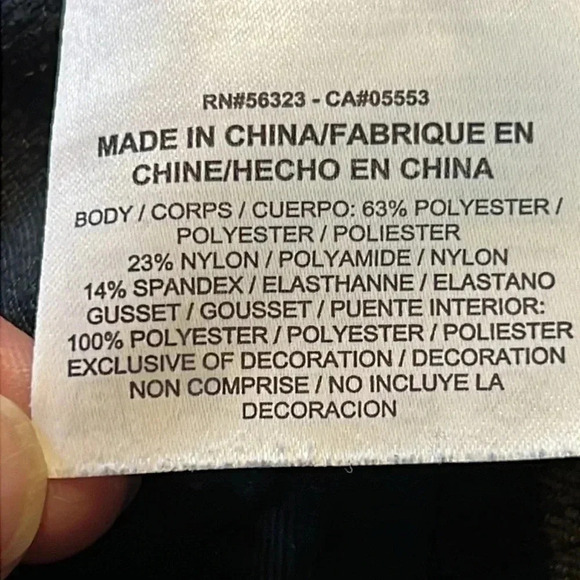 RN#56323 - CA#05553
MADE IN CHINA/FABRIQUE EN
CHINE/HECHO EN CHINA
BODY / CORPS / CUERPO: 63% POLYESTER /
POLYESTER / POLIESTER
23% NYLON / POLYAMIDE / NYLON
14% SPANDEX / ELASTHANNE / ELASTANO
GUSSET / GOUSSET / PUENTE INTERIOR:
100% POLYESTER / POLYESTER / POLIESTER
EXCLUSIVE OF DECORATION / DECORATION
NON COMPRISE / NO INCLUYE LA
DECORACION